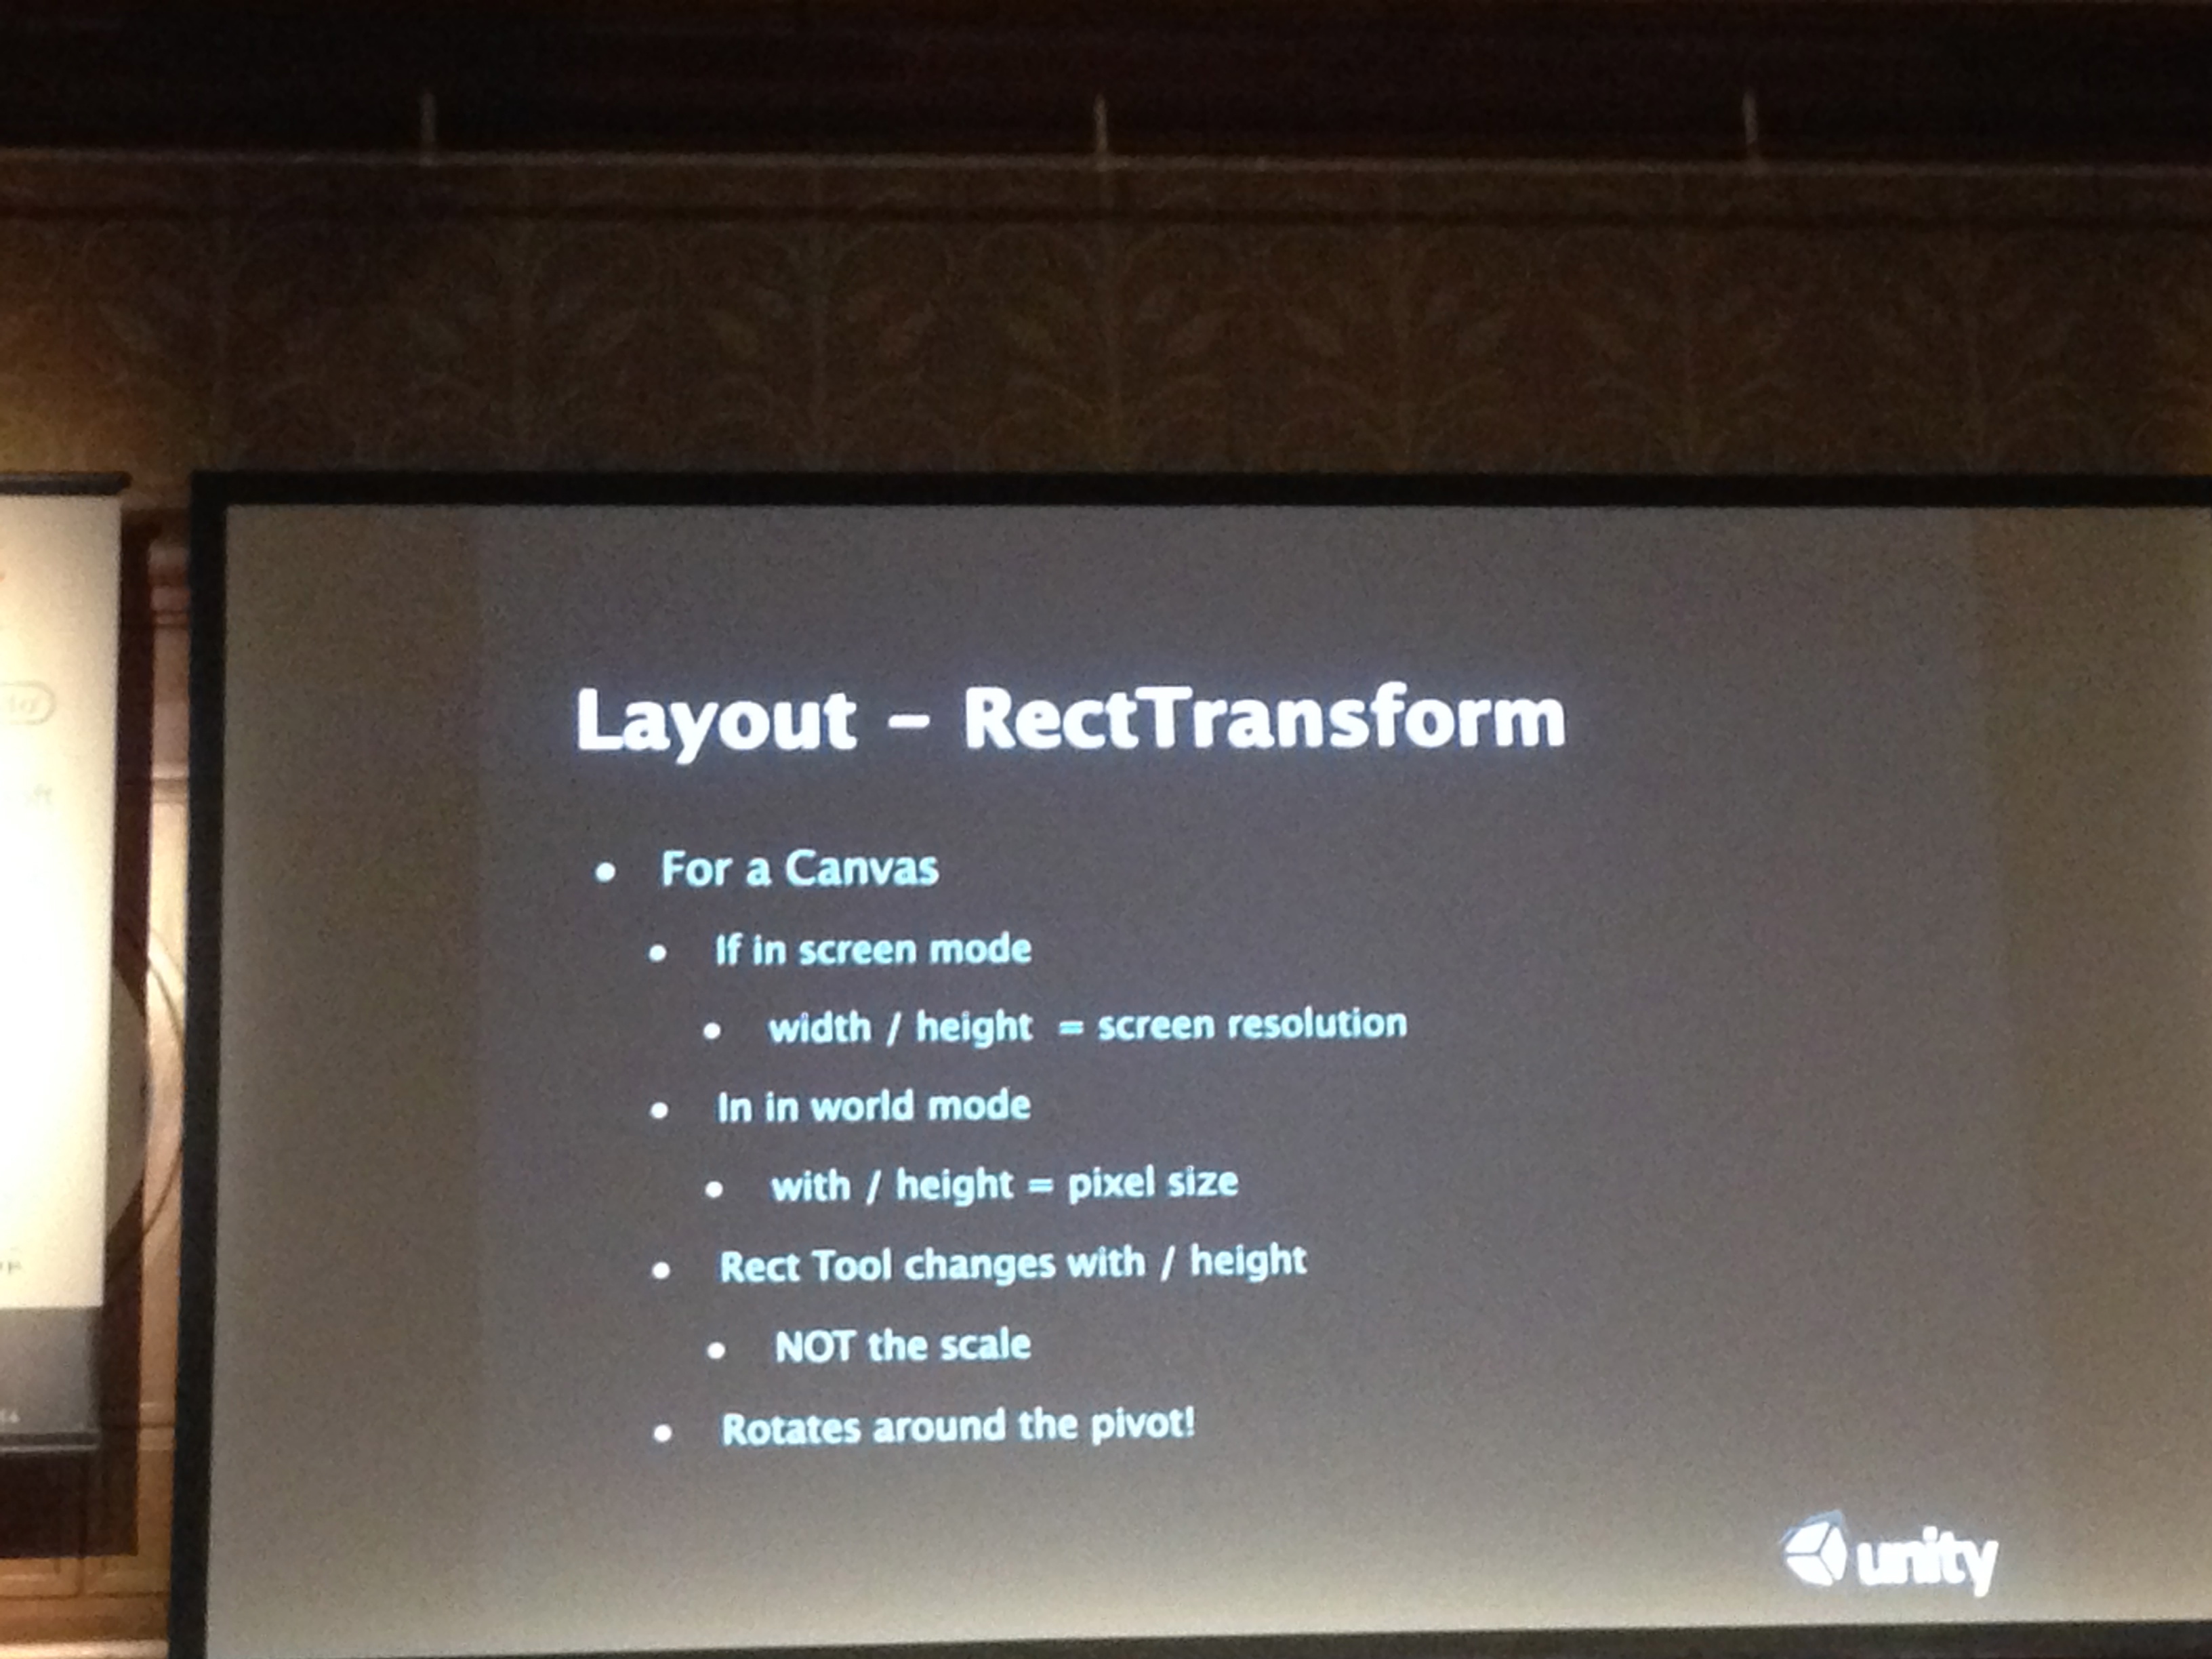 Layout – RectTransform
• For a Canvas
• If in screen mode
• width / height = screen resolution
• In in world mode
• with / height = pixel size
• Rect Tool changes with / height
• NOT the scale
• Rotates around the pivot!
unity